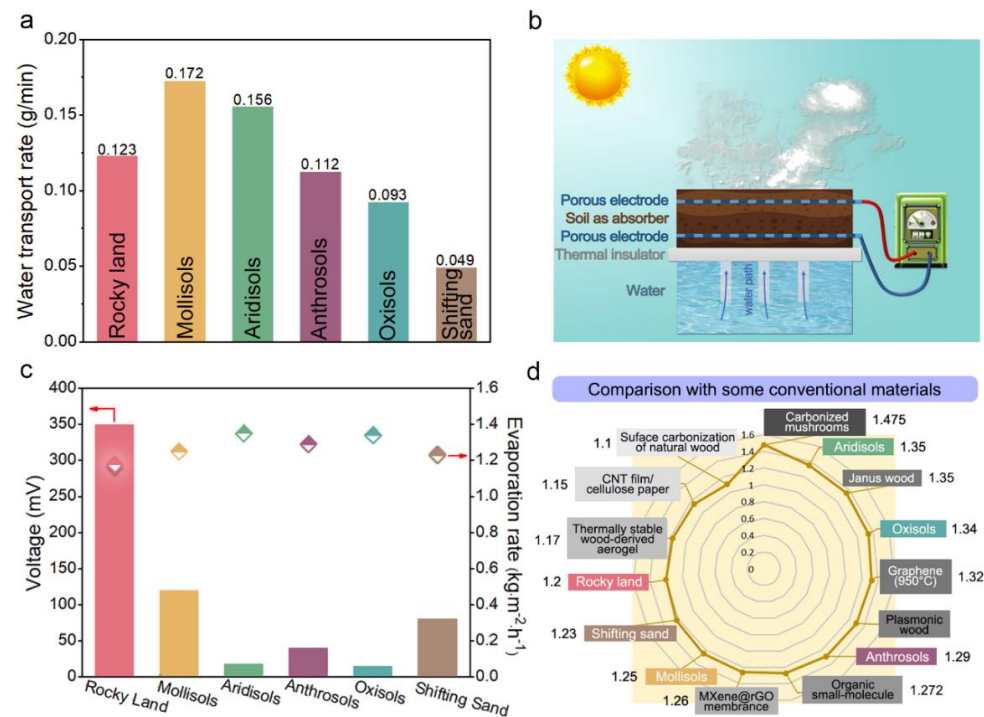 a
Water transport rate (g/min)
0.20
0.15
0.10
0.05
0.00
0.123
0.172
0.156
0.112
0.093
0.049
Rocky land
Mollisols
Aridisols
Anthrosols
Oxisols
Shifting
sand
b
Porous electrode
Soil as absorber
Porous electrode
Thermal insulator
Water
water path
c
Voltage (mV)
400
350
300
250
200
150
100
50
0
Evaporation rate (kg·m⁻²·h⁻¹)
1.6
1.4
1.2
1.0
0.8
0.6
0.4
0.2
0.0
Rocky Land
Mollisols
Aridisols
Anthrosols
Oxisols
Shifting Sand
d
Comparison with some conventional materials
Carbonized
mushrooms
1.475
Aridisols
1.35
Janus wood
1.35
Oxisols
1.34
Graphene
(950°C)
1.32
Plasmonic
wood
Anthrosols
1.29
Organic
small-molecule
1.272
MXene@rGO
membrance
1.26
Mollisols
1.25
Shifting sand
1.23
Rocky land
1.2
Thermally stable
wood-derived
aerogel
1.17
CNT film/
cellulose paper
1.15
Suface carbonization
of natural wood
1.1
1.6
1.4
1.2
1
0.8
0.6
0.4
0.2
0